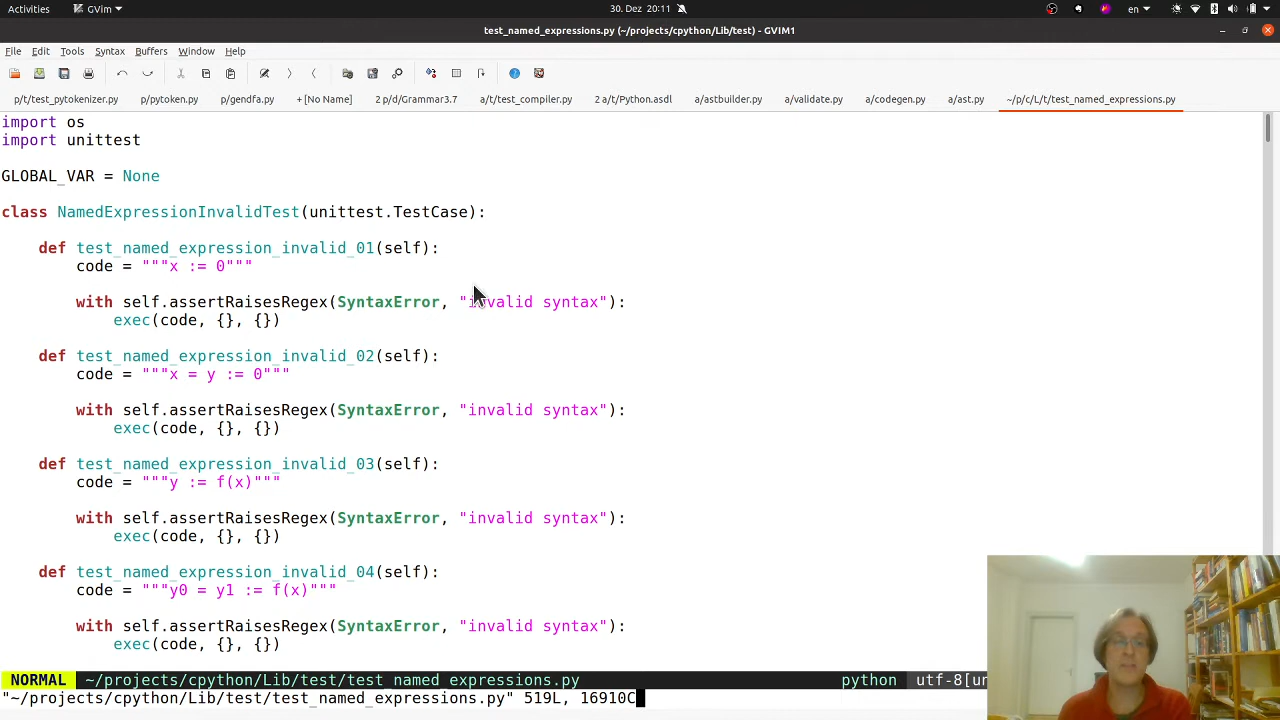 Activities GVim 30. Dez 20:11 en
test_named_expressions.py (~/projects/cpython/Lib/test) - GVIM1
File Edit Tools Syntax Buffers Window Help
p/t/test_pytokenizer.py p/pytoken.py p/gendfa.py + [No Name] 2 p/d/Grammar3.7 a/t/test_compiler.py 2 a/t/Python.asdl a/astbuilder.py a/validate.py a/codegen.py a/ast.py ~/p/c/L/t/test_named_expressions.py
import os
import unittest
GLOBAL_VAR = None
class NamedExpressionInvalidTest(unittest.TestCase):
def test_named_expression_invalid_01(self):
code = """x := 0"""
with self.assertRaisesRegex(SyntaxError, "invalid syntax"):
exec(code, {}, {})
def test_named_expression_invalid_02(self):
code = """x = y := 0"""
with self.assertRaisesRegex(SyntaxError, "invalid syntax"):
exec(code, {}, {})
def test_named_expression_invalid_03(self):
code = """y := f(x)"""
with self.assertRaisesRegex(SyntaxError, "invalid syntax"):
exec(code, {}, {})
def test_named_expression_invalid_04(self):
code = """y0 = y1 := f(x)"""
with self.assertRaisesRegex(SyntaxError, "invalid syntax"):
exec(code, {}, {})
NORMAL ~/projects/cpython/Lib/test/test_named_expressions.py python utf-8[un
"~/projects/cpython/Lib/test/test_named_expressions.py" 519L, 16910C